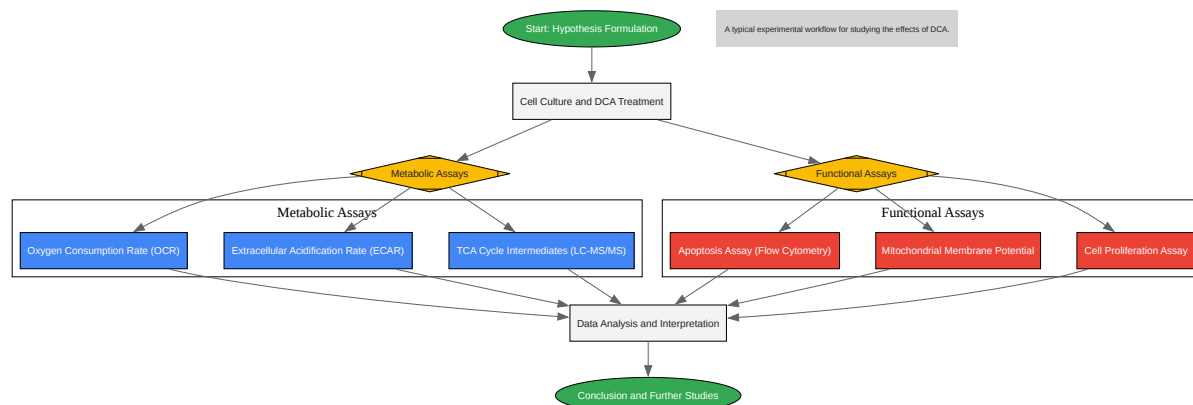 Start: Hypothesis Formulation
A typical experimental workflow for studying the effects of DCA.
Cell Culture and DCA Treatment
Metabolic Assays
Functional Assays
Metabolic Assays
Functional Assays
Oxygen Consumption Rate (OCR)
Extracellular Acidification Rate (ECAR)
TCA Cycle Intermediates (LC-MS/MS)
Apoptosis Assay (Flow Cytometry)
Mitochondrial Membrane Potential
Cell Proliferation Assay
Data Analysis and Interpretation
Conclusion and Further Studies